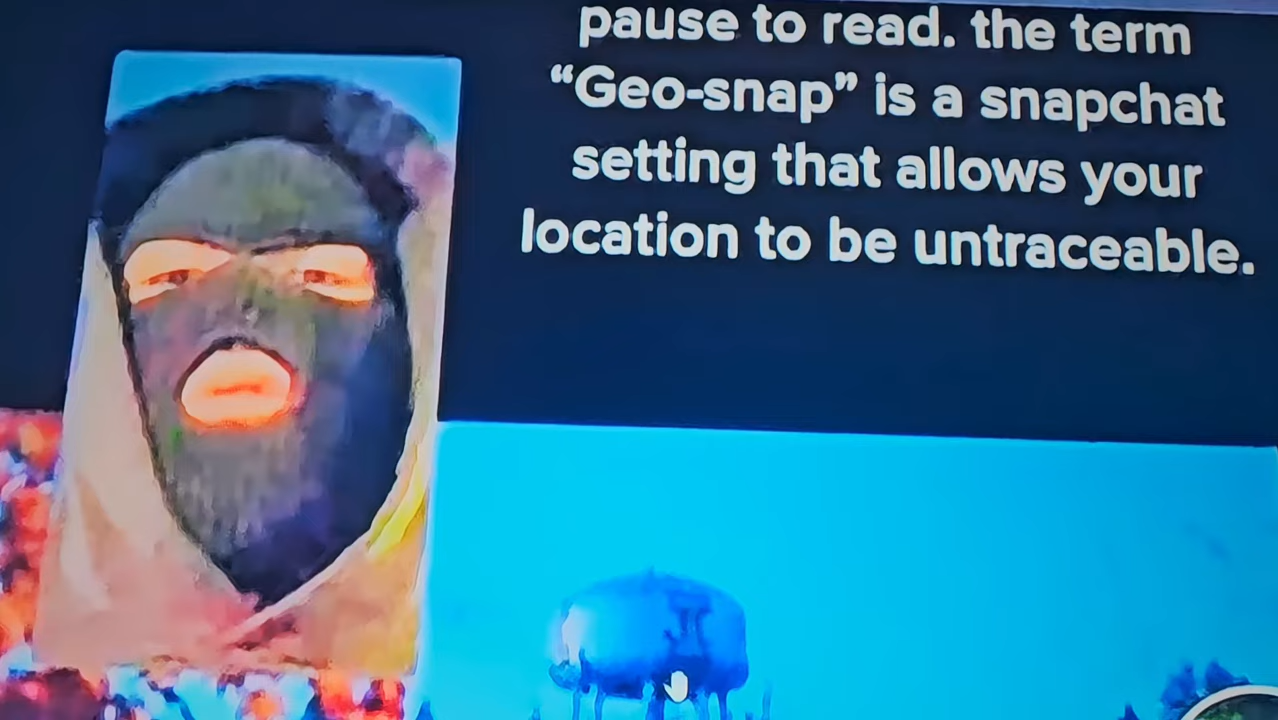 pause to read. the term
“Geo-snap” is a snapchat
setting that allows your
location to be untraceable.